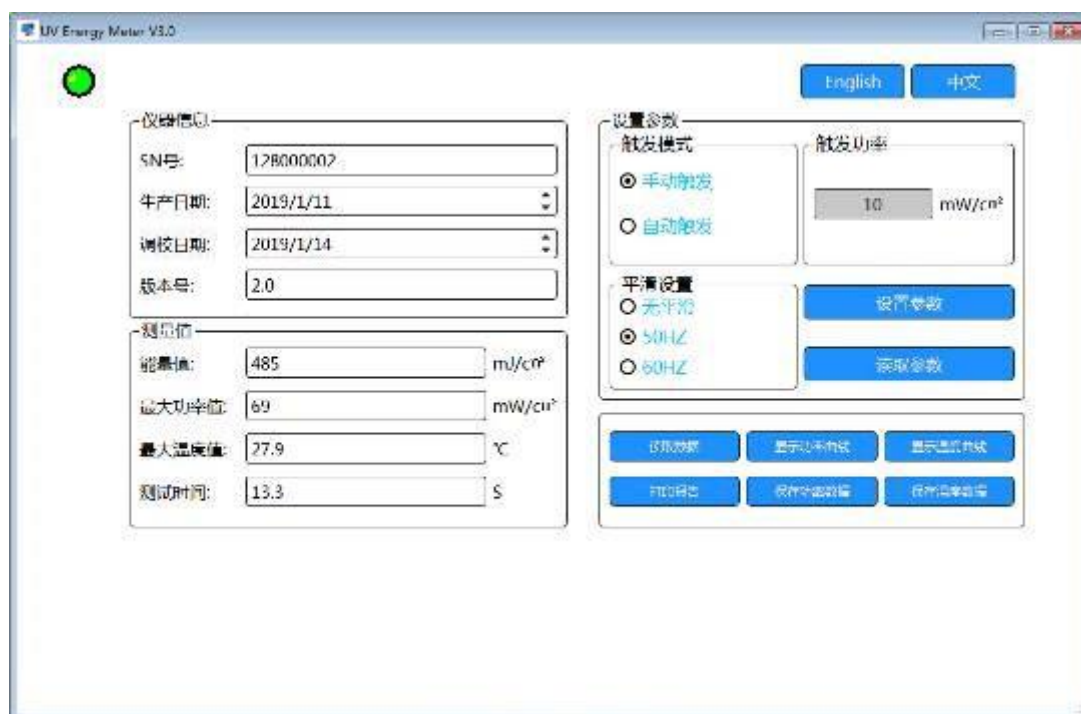 UV Energy Meter V3.0
English
中文
仪器信息
SN号:
128000002
生产日期:
2019/1/11
调校日期:
2019/1/14
版本号:
2.0
测量值
能量值:
485
mJ/cm²
最大功率值:
69
mW/cm²
最大温度值:
27.9
℃
测试时间:
13.3
S
设置参数
触发模式
手动触发
自动触发
触发功率
10
mW/cm²
平滑设置
无平滑
50HZ
60HZ
设置参数
读取参数
读取数据
显示功率曲线
显示温度曲线
打印报告
保存功率数据
保存温度数据